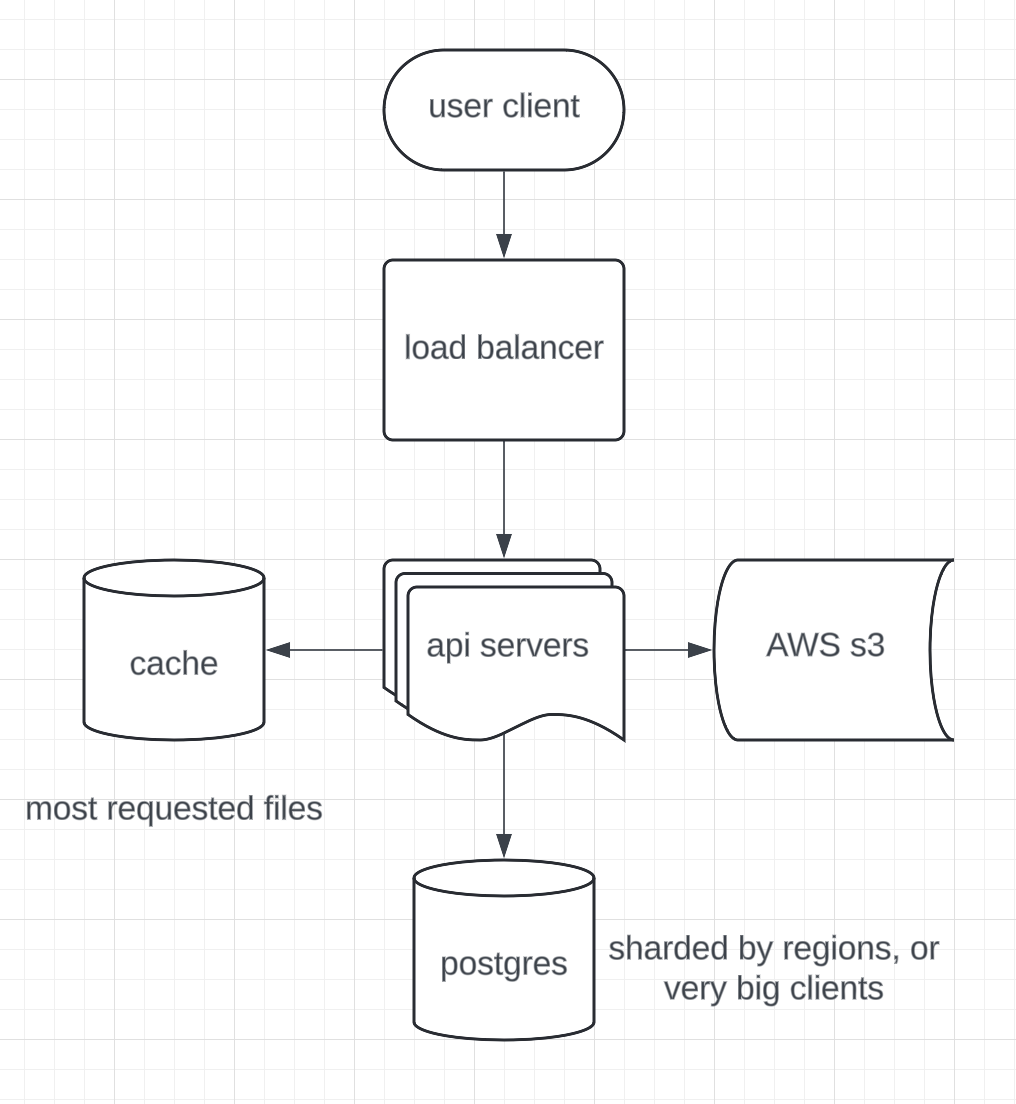 user client
load balancer
cache
api servers
AWS s3
most requested files
postgres
sharded by regions, or
very big clients